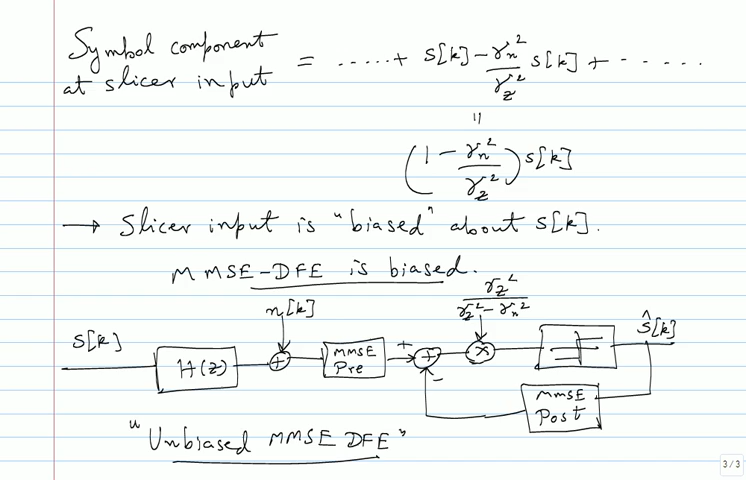 Symbol component at slicer input = .....+ s[k] - γn²/γz² s[k] + ......
॥
(1 - γn²/γz²) s[k]
→ Slicer input is "biased" about s[k].
MMSE-DFE is biased.
n[k]
γz²/(γz² - γn²)
s[k]
H(z)
+
MMSE Pre
+
+
-
×
ŝ[k]
MMSE Post
"Unbiased MMSE DFE"
3/3